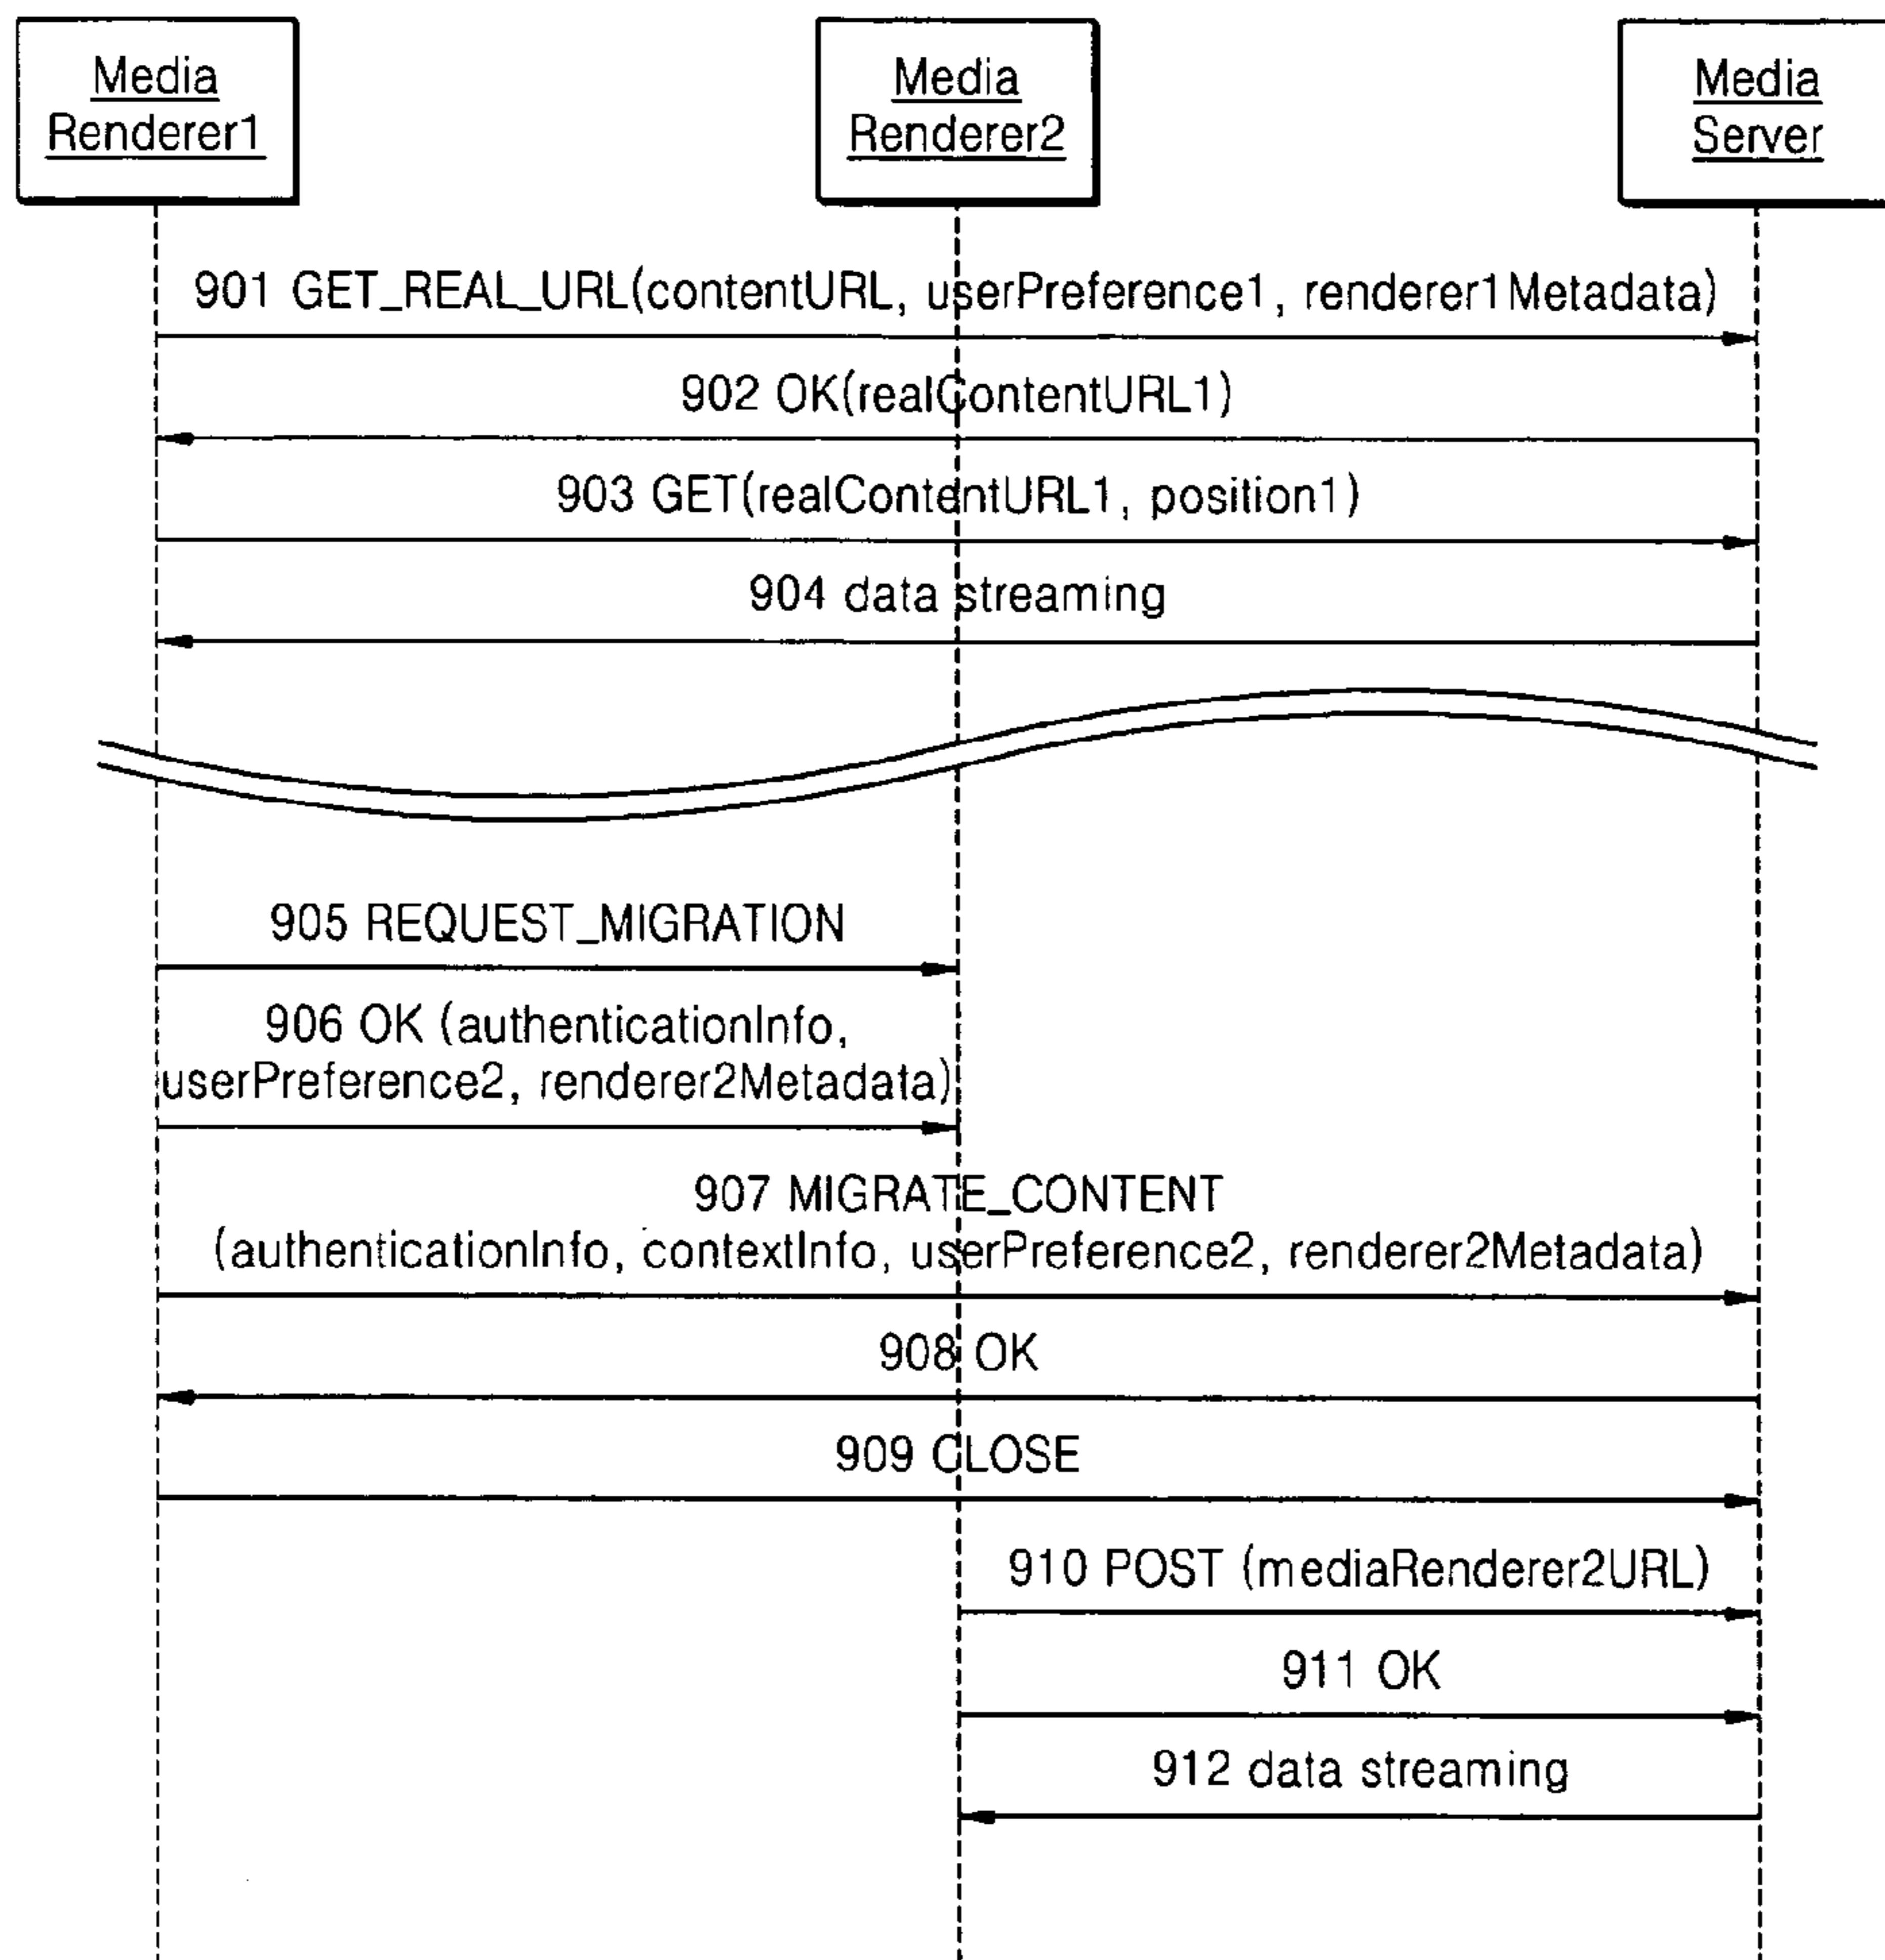 Media
Renderer1
Media
Renderer2
Media
Server
901 GET_REAL_URL(contentURL, userPreference1, renderer1Metadata)
902 OK(realContentURL1)
903 GET(realContentURL1, position1)
904 data streaming
905 REQUEST_MIGRATION
906 OK (authenticationInfo,
userPreference2, renderer2Metadata)
907 MIGRATE_CONTENT
(authenticationInfo, contextInfo, userPreference2, renderer2Metadata)
908 OK
909 CLOSE
910 POST (mediaRenderer2URL)
911 OK
912 data streaming